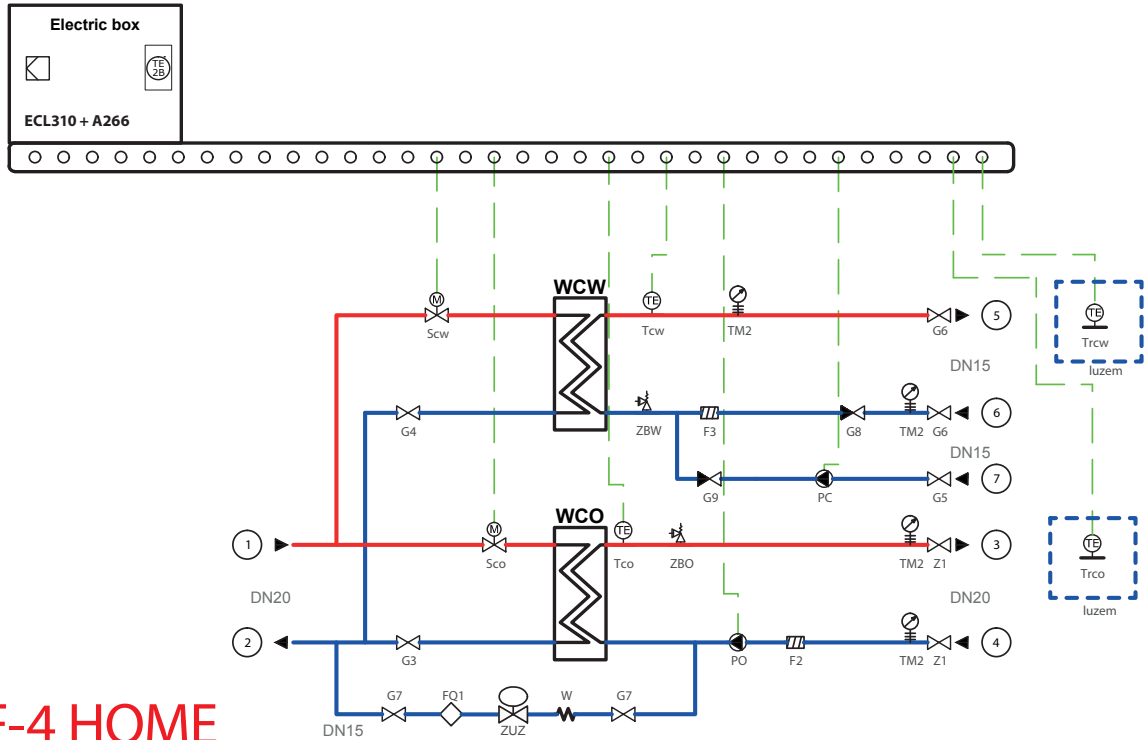 Electric box
TE
2B
ECL310 + A266
WCW
M
Scw
TE
Tcw
TM2
G6
5
TE
Trcw
luzem
DN15
G4
ZBW
F3
G8
TM2
G6
6
DN15
G9
PC
G5
7
WCO
1
M
Sco
TE
Tco
ZBO
TM2
Z1
3
TE
Trco
luzem
DN20
DN20
2
G3
PO
F2
TM2
Z1
4
G7
FQ1
ZUZ
W
G7
DN15
-4 HOME